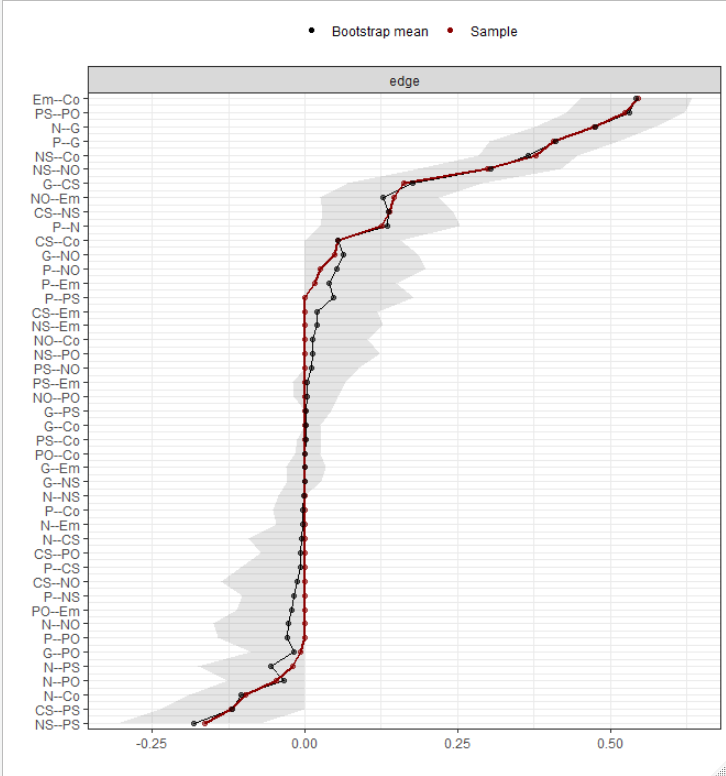 Bootstrap mean Sample
edge
Em--Co
PS--PO
N--G
P--G
NS--Co
NS--NO
G--CS
NO--Em
CS--NS
P--N
CS--Co
G--NO
P--NO
P--Em
P--PS
CS--Em
NS--Em
NO--Co
NS--PO
PS--NO
PS--Em
NO--PO
G--PS
G--Co
PS--Co
PO--Co
G--Em
G--NS
N--NS
P--Co
N--Em
N--CS
CS--PO
P--CS
CS--NO
P--NS
PO--Em
N--NO
P--PO
G--PO
N--PS
N--PO
N--Co
CS--PS
NS--PS
-0.25 0.00 0.25 0.50